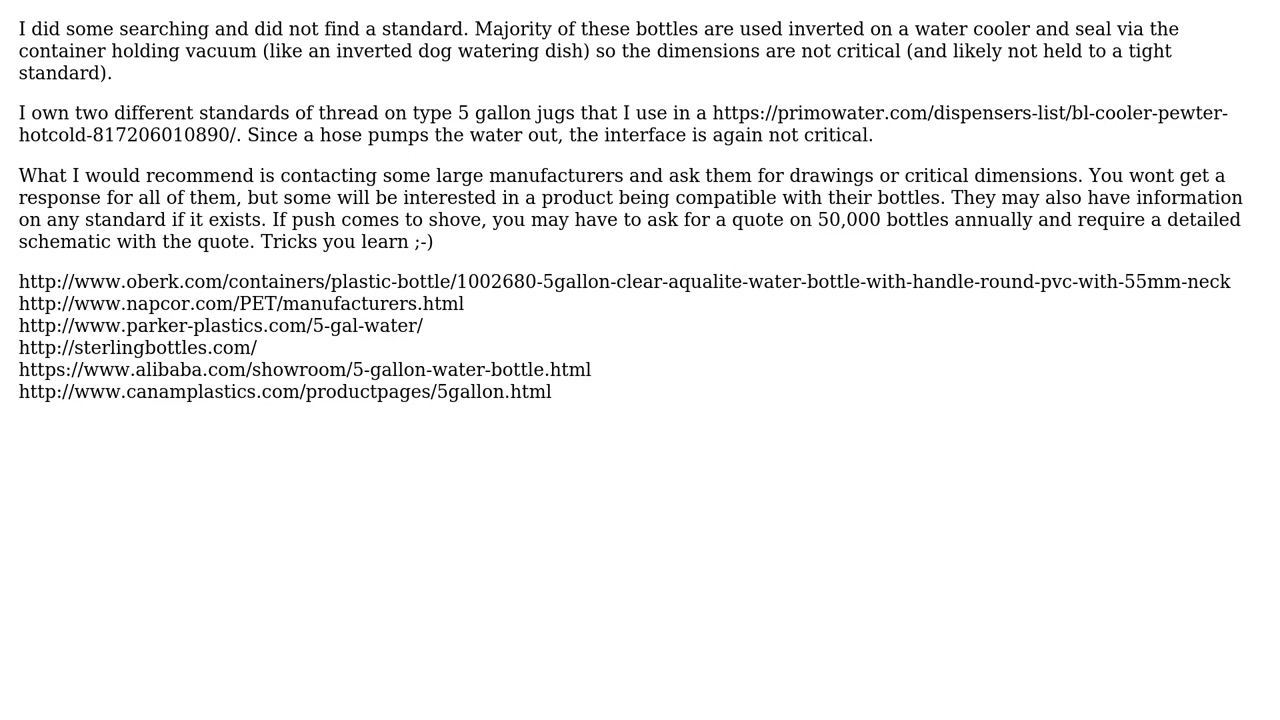 I did some searching and did not find a standard. Majority of these bottles are used inverted on a water cooler and seal via the
container holding vacuum (like an inverted dog watering dish) so the dimensions are not critical (and likely not held to a tight
standard).
I own two different standards of thread on type 5 gallon jugs that I use in a https://primowater.com/dispensers-list/bl-cooler-pewter-
hotcold-817206010890/. Since a hose pumps the water out, the interface is again not critical.
What I would recommend is contacting some large manufacturers and ask them for drawings or critical dimensions. You wont get a
response for all of them, but some will be interested in a product being compatible with their bottles. They may also have information
on any standard if it exists. If push comes to shove, you may have to ask for a quote on 50,000 bottles annually and require a detailed
schematic with the quote. Tricks you learn ;-)
http://www.oberk.com/containers/plastic-bottle/1002680-5gallon-clear-aqualite-water-bottle-with-handle-round-pvc-with-55mm-neck
http://www.napcor.com/PET/manufacturers.html
http://www.parker-plastics.com/5-gal-water/
http://sterlingbottles.com/
https://www.alibaba.com/showroom/5-gallon-water-bottle.html
http://www.canamplastics.com/productpages/5gallon.html